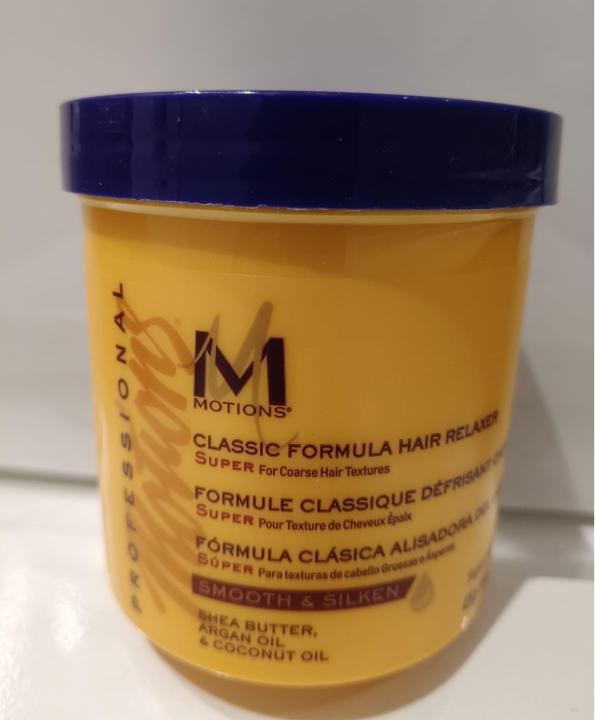 PROFESSIONAL
motions
M
MOTIONS®
CLASSIC FORMULA HAIR RELAXER
SUPER For Coarse Hair Textures
FORMULE CLASSIQUE DÉFRISANT
SUPER Pour Texture de Cheveux Épaix
FÓRMULA CLÁSICA ALISADORA
SÚPER Para texturas de cabello Gruesas o Ásperas
SMOOTH & SILKEN
SHEA BUTTER,
ARGAN OIL
& COCONUT OIL